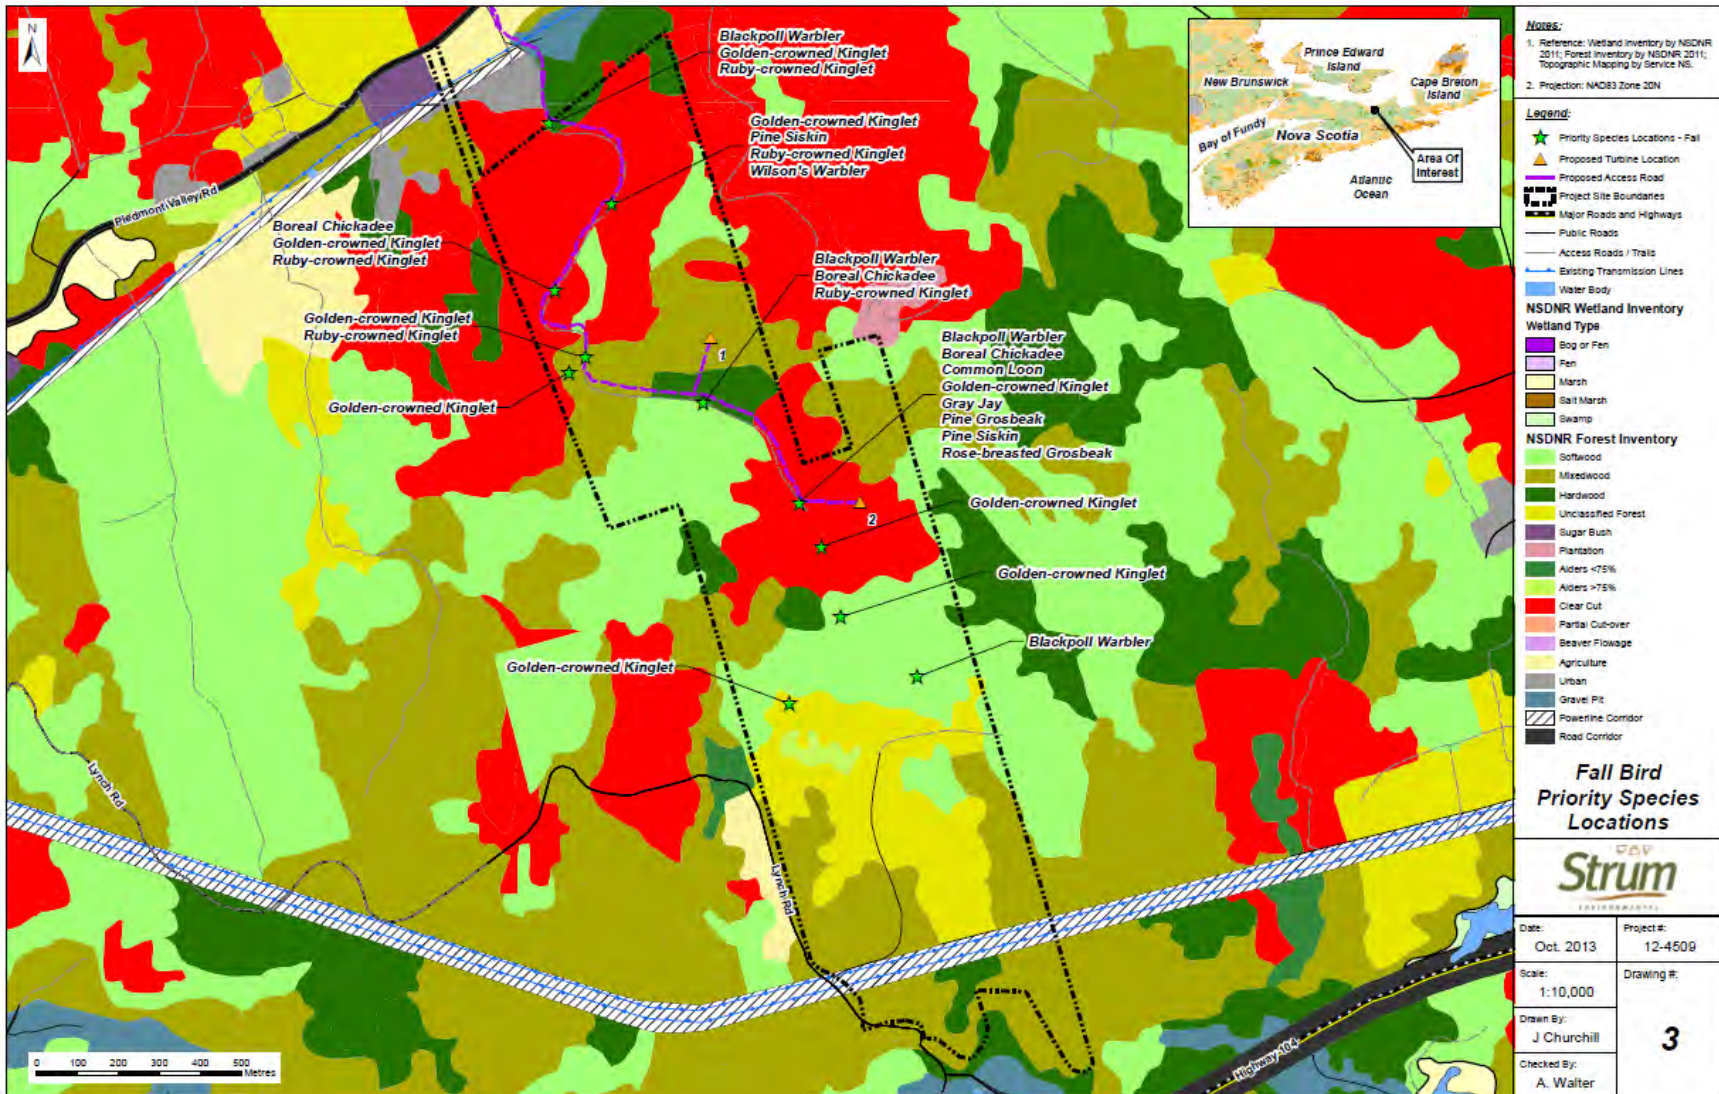 N
Blackpoll Warbler
Golden-crowned Kinglet
Ruby-crowned Kinglet
Golden-crowned Kinglet
Pine Siskin
Ruby-crowned Kinglet
Wilson's Warbler
Piedmont Valley Rd
Boreal Chickadee
Golden-crowned Kinglet
Ruby-crowned Kinglet
Blackpoll Warbler
Boreal Chickadee
Ruby-crowned Kinglet
Golden-crowned Kinglet
Ruby-crowned Kinglet
1
Golden-crowned Kinglet
Blackpoll Warbler
Boreal Chickadee
Common Loon
Golden-crowned Kinglet
Gray Jay
Pine Grosbeak
Pine Siskin
Rose-breasted Grosbeak
2
Golden-crowned Kinglet
Golden-crowned Kinglet
Blackpoll Warbler
Golden-crowned Kinglet
Lynch Rd
Lynch Rd
Highway 104
0 100 200 300 400 500
Metres
Prince Edward
Island
New Brunswick
Cape Breton
Island
Bay of Fundy
Nova Scotia
Area Of
Interest
Atlantic
Ocean
Notes:
1. Reference: Wetland Inventory by NSDNR
2011; Forest Inventory by NSDNR 2011;
Topographic Mapping by Service NS.
2. Projection: NAD83 Zone 20N
Legend:
Priority Species Locations - Fall
Proposed Turbine Location
Proposed Access Road
Project Site Boundaries
Major Roads and Highways
Public Roads
Access Roads / Trails
Existing Transmission Lines
Water Body
NSDNR Wetland Inventory
Wetland Type
Bog or Fen
Fen
Marsh
Salt Marsh
Swamp
NSDNR Forest Inventory
Softwood
Mixedwood
Hardwood
Unclassified Forest
Sugar Bush
Plantation
Alders <75%
Alders >75%
Clear Cut
Partial Cut-over
Beaver Flowage
Agriculture
Urban
Gravel Pit
Powerline Corridor
Road Corridor
Fall Bird
Priority Species
Locations
Strum
ENVIRONMENTAL
Date:
Oct. 2013
Project #:
12-4509
Scale:
1:10,000
Drawing #:
3
Drawn By:
J Churchill
Checked By:
A. Walter